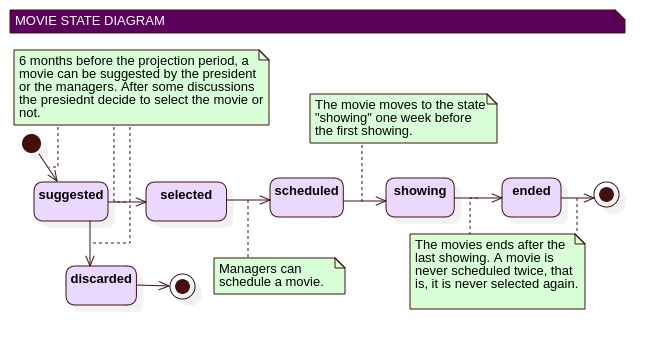 MOVIE STATE DIAGRAM
6 months before the projection period, a
movie can be suggested by the president
or the managers. After some discussions
the presiednt decide to select the movie or
not.
The movie moves to the state
"showing" one week before
the first showing.
suggested
selected
scheduled
showing
ended
discarded
Managers can
schedule a movie.
The movies ends after the
last showing. A movie is
never scheduled twice, that
is, it is never selected again.